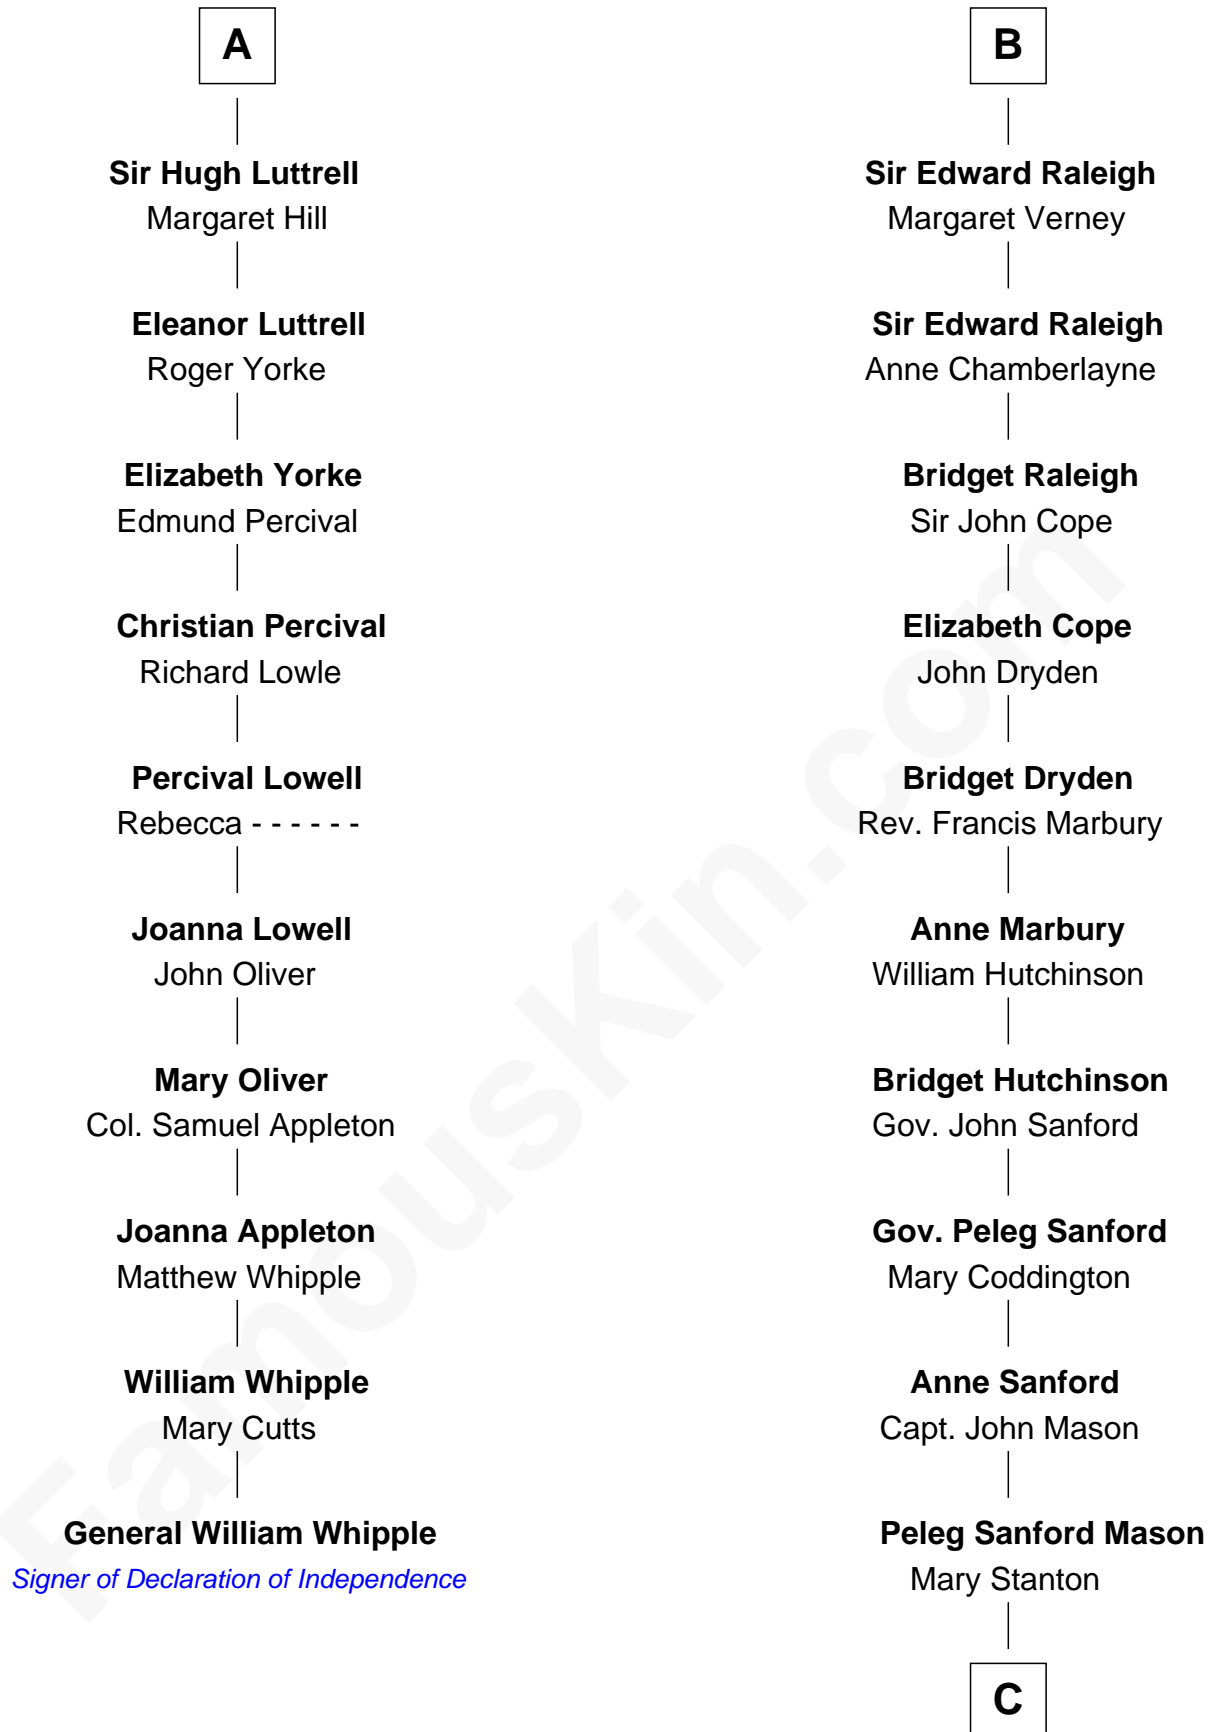 A
Sir Hugh Luttrell
Margaret Hill
Eleanor Luttrell
Roger Yorke
Elizabeth Yorke
Edmund Percival
Christian Percival
Richard Lowle
Percival Lowell
Rebecca - - - - - -
Joanna Lowell
John Oliver
Mary Oliver
Col. Samuel Appleton
Joanna Appleton
Matthew Whipple
William Whipple
Mary Cutts
General William Whipple
Signer of Declaration of Independence
B
Sir Edward Raleigh
Margaret Verney
Sir Edward Raleigh
Anne Chamberlayne
Bridget Raleigh
Sir John Cope
Elizabeth Cope
John Dryden
Bridget Dryden
Rev. Francis Marbury
Anne Marbury
William Hutchinson
Bridget Hutchinson
Gov. John Sanford
Gov. Peleg Sanford
Mary Coddington
Anne Sanford
Capt. John Mason
Peleg Sanford Mason
Mary Stanton
C
FamousKin.com